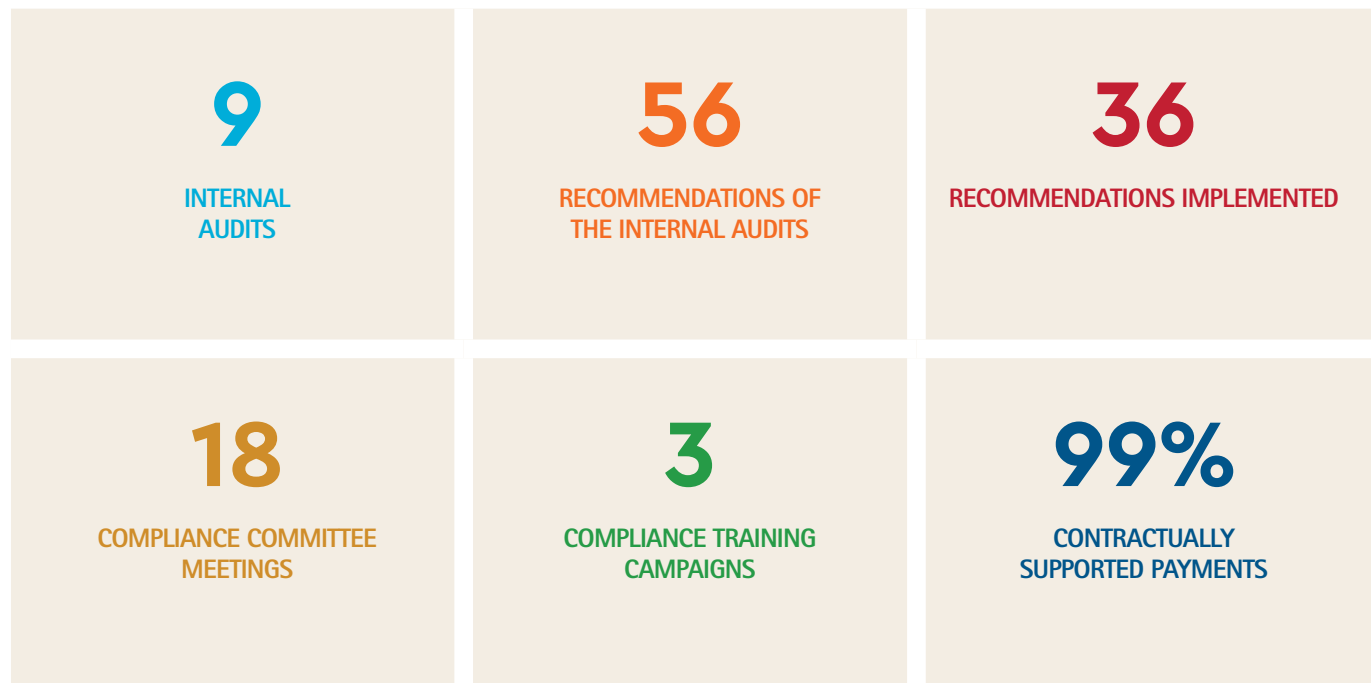 9
INTERNAL
AUDITS
56
RECOMMENDATIONS OF
THE INTERNAL AUDITS
36
RECOMMENDATIONS IMPLEMENTED
18
COMPLIANCE COMMITTEE
MEETINGS
3
COMPLIANCE TRAINING
CAMPAIGNS
99%
CONTRACTUALLY
SUPPORTED PAYMENTS